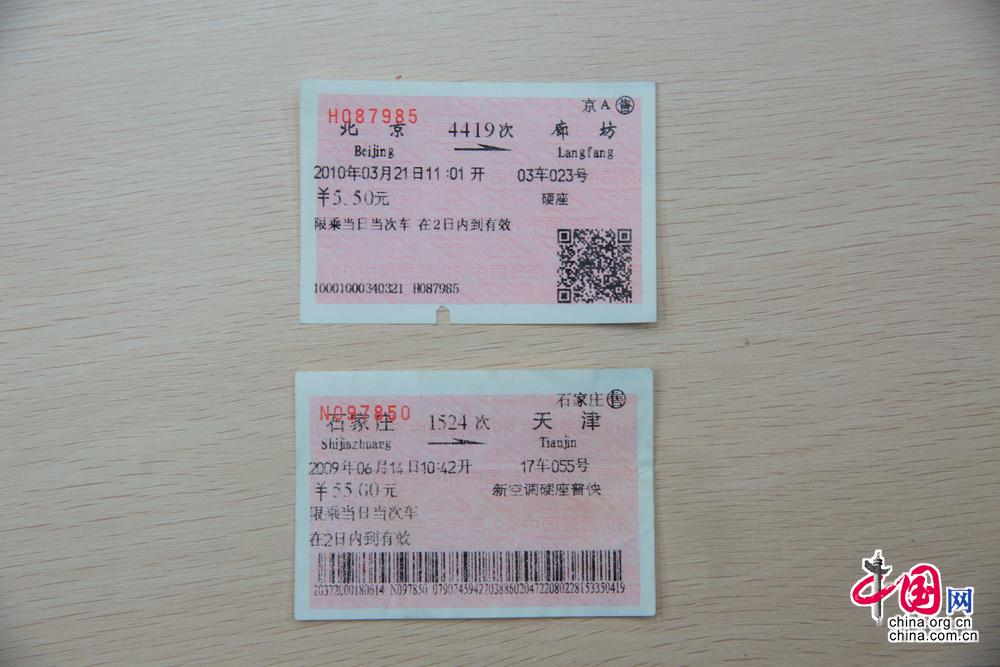 京A售
H087985
北京 4419次 廊坊
Beijing Langfang
2010年03月21日11:01开 03车023号
￥5.50元 硬座
限乘当日当次车 在2日内到有效
10001000340321 H087985
石家庄售
N097850
石家庄 1524次 天津
Shijiazhuang Tianjin
2009年06月14日10:42开 17车055号
￥55.00元 新空调硬座普快
限乘当日当次车
在2日内到有效
20372000180614 N097850 07907459427038860204722080228153350419
中国网
china.org.cn
china.com.cn